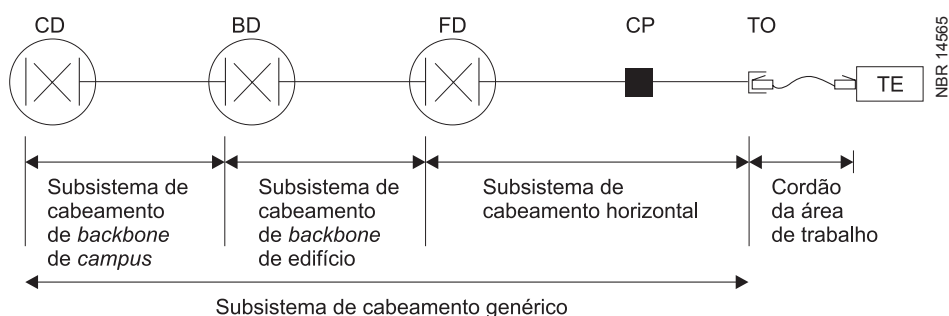 CD BD FD CP TO
TE
NBR 14565
Subsistema de
cabeamento
de backbone
de campus
Subsistema de
cabeamento
de backbone
de edifício
Subsistema de
cabeamento horizontal
Cordão
da área
de trabalho
Subsistema de cabeamento genérico